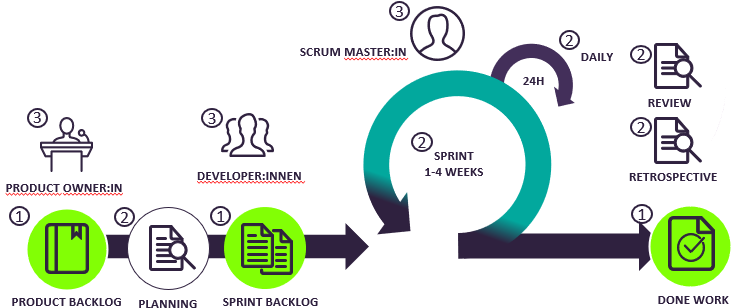 3
SCRUM MASTER:IN
2
DAILY
24H
2
REVIEW
3
PRODUCT OWNER:IN
3
DEVELOPER:INNEN
2
SPRINT
1-4 WEEKS
2
RETROSPECTIVE
1
PRODUCT BACKLOG
2
PLANNING
1
SPRINT BACKLOG
1
DONE WORK